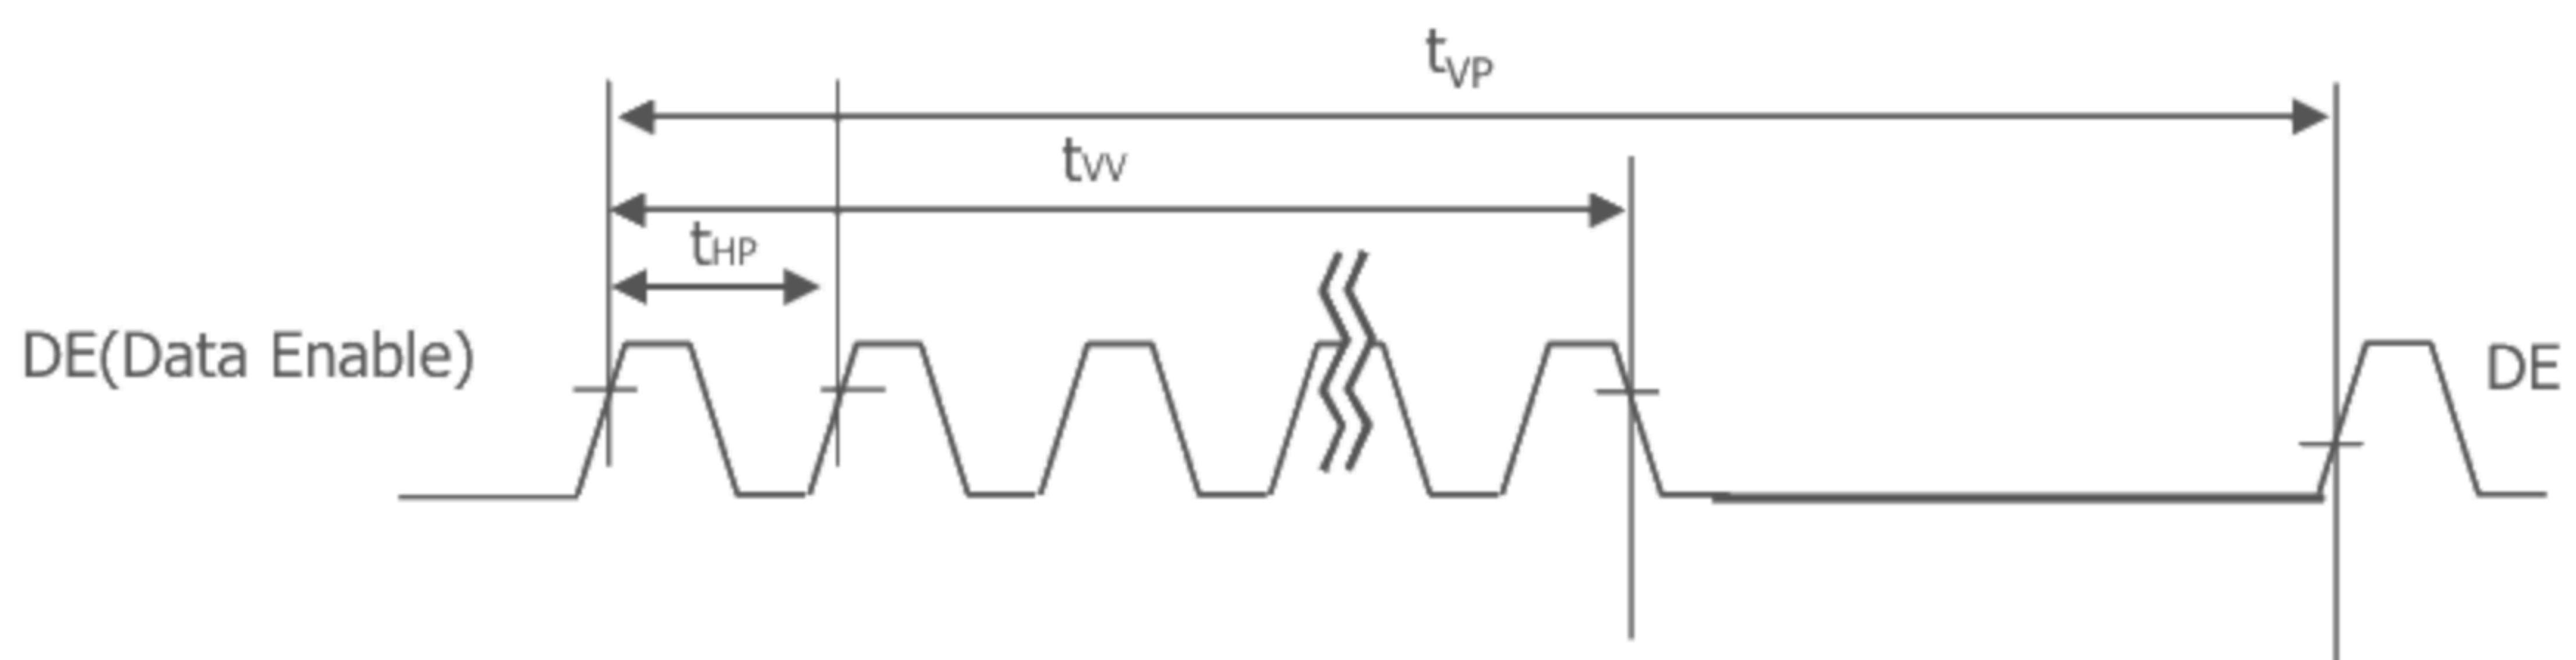 tVP
tVV
tHP
DE(Data Enable)
DE